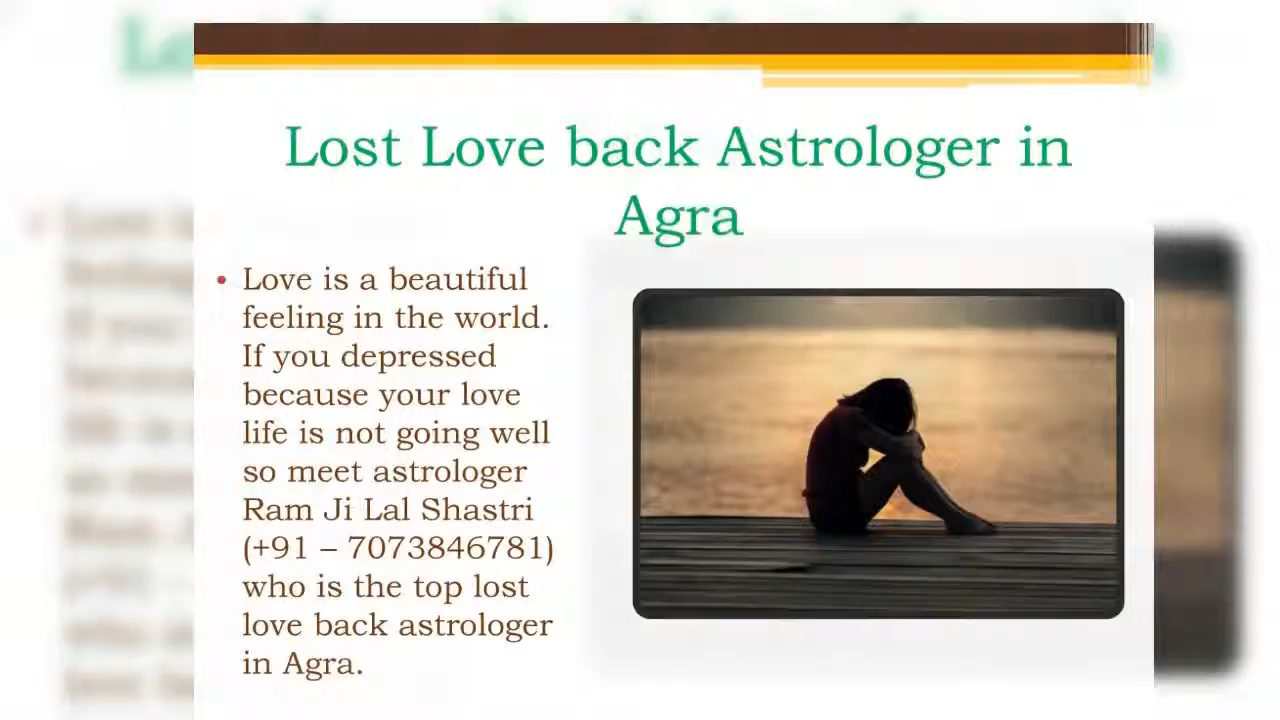 Lost Love back Astrologer in
Agra
• Love is a beautiful
feeling in the world.
If you depressed
because your love
life is not going well
so meet astrologer
Ram Ji Lal Shastri
(+91 – 7073846781)
who is the top lost
love back astrologer
in Agra.